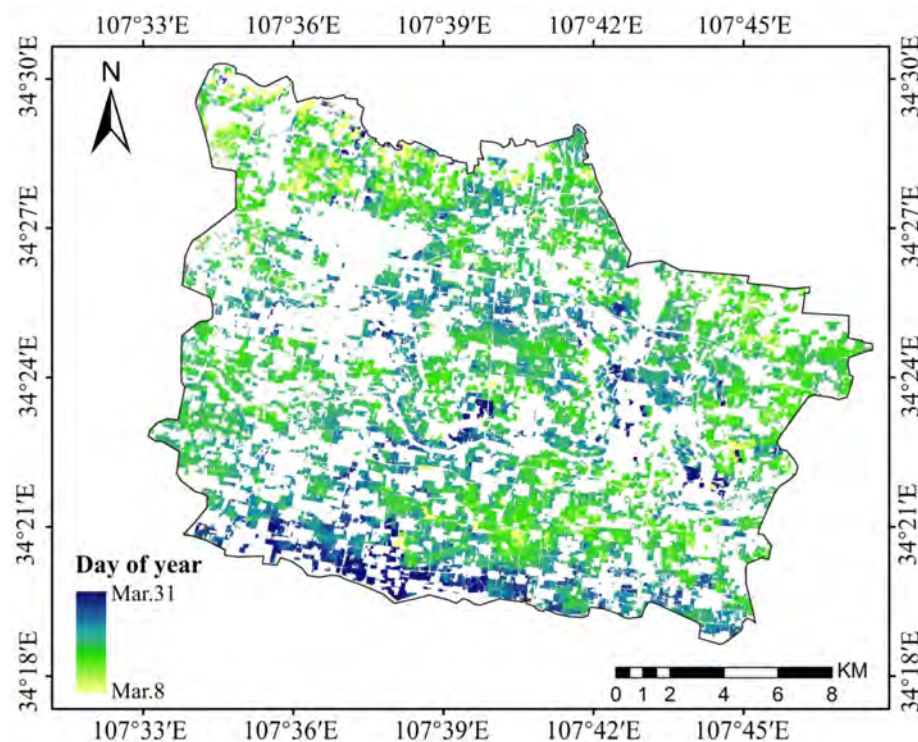 107°33′E 107°36′E 107°39′E 107°42′E 107°45′E
N
34°30′E 34°30′E
34°27′E 34°27′E
34°24′E 34°24′E
34°21′E 34°21′E
Day of year
Mar.31
Mar.8
KM
0 1 2 4 6 8
34°18′E 34°18′E
107°33′E 107°36′E 107°39′E 107°42′E 107°45′E